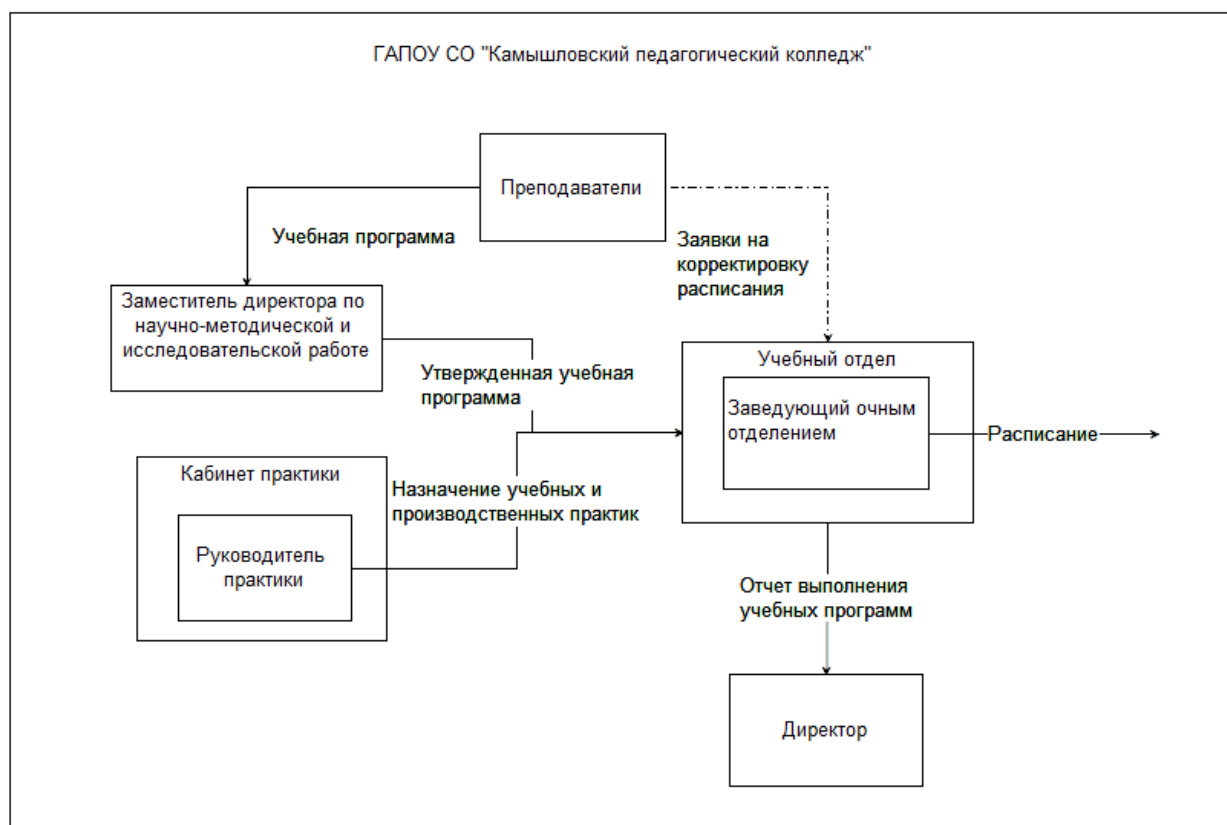 ГАПОУ СО "Камышловский педагогический колледж"
Преподаватели
Учебная программа
Заявки на
корректировку
расписания
Заместитель директора по
научно-методической и
исследовательской работе
Утвержденная учебная
программа
Учебный отдел
Заведующий очным
отделением
Расписание
Кабинет практики
Руководитель
практики
Назначение учебных и
производственных практик
Отчет выполнения
учебных программ
Директор